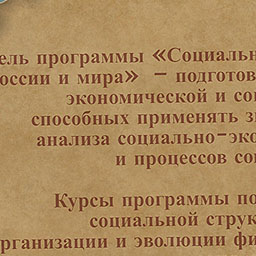 ель программы «Социальн
оссии и мира» – подготов
экономической и со
способных применять з
анализа социально-эко
и процессов со
Курсы программы по
социальной струк
рганизации и эволюции фи